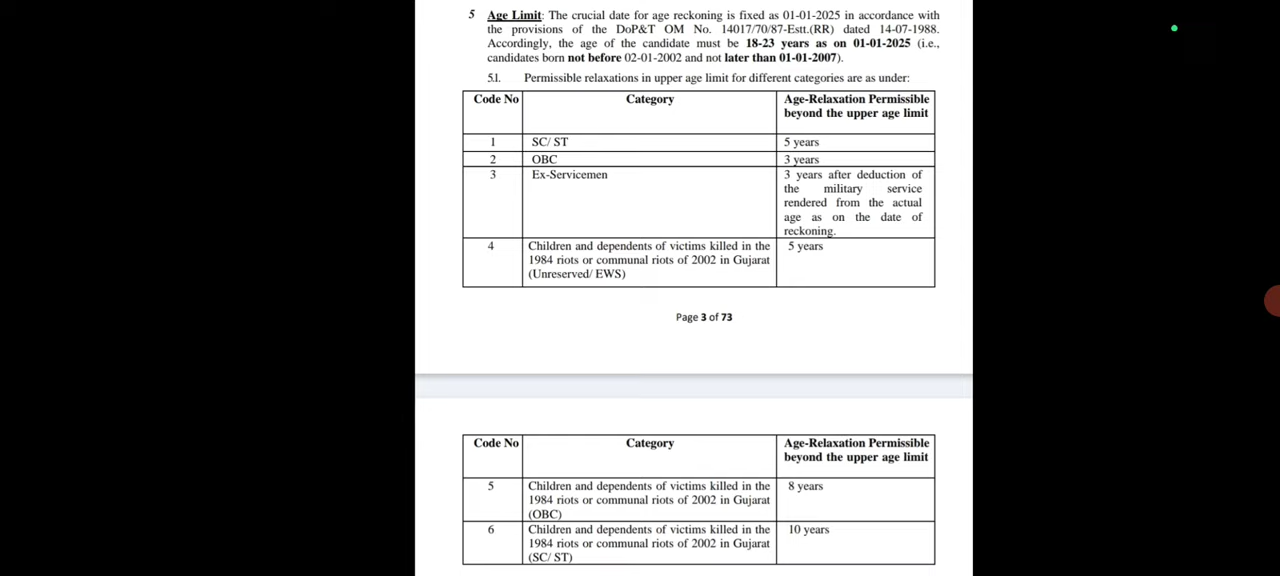 5 Age Limit: The crucial date for age reckoning is fixed as 01-01-2025 in accordance with
the provisions of the DoP&T OM No. 14017/70/87-Estt.(RR) dated 14-07-1988.
Accordingly, the age of the candidate must be 18-23 years as on 01-01-2025 (i.e.,
candidates born not before 02-01-2002 and not later than 01-01-2007).
5.1. Permissible relaxations in upper age limit for different categories are as under:
Code No Category Age-Relaxation Permissible
beyond the upper age limit
1 SC/ ST 5 years
2 OBC 3 years
3 Ex-Servicemen 3 years after deduction of
the military service
rendered from the actual
age as on the date of
reckoning.
4 Children and dependents of victims killed in the 5 years
1984 riots or communal riots of 2002 in Gujarat
(Unreserved/ EWS)
Page 3 of 73
Code No Category Age-Relaxation Permissible
beyond the upper age limit
5 Children and dependents of victims killed in the 8 years
1984 riots or communal riots of 2002 in Gujarat
(OBC)
6 Children and dependents of victims killed in the 10 years
1984 riots or communal riots of 2002 in Gujarat
(SC/ ST)